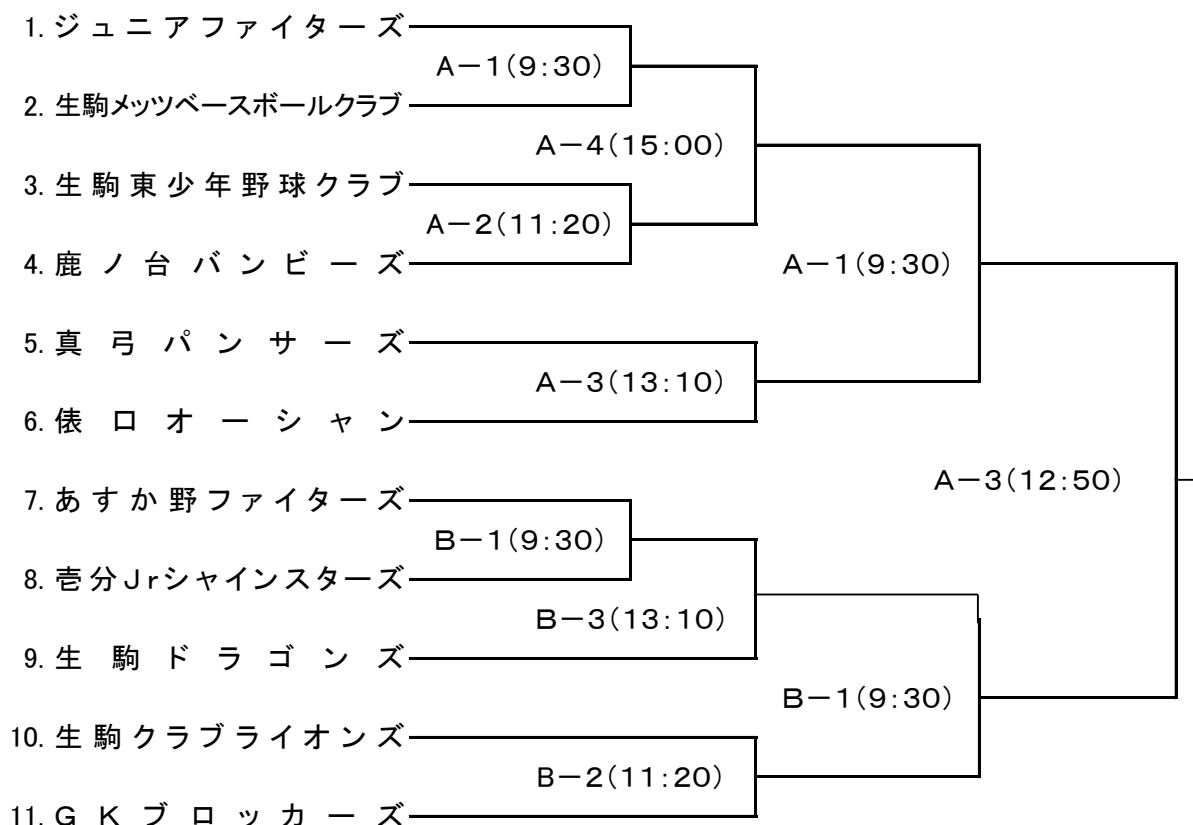 1. ジュニアファイターズ
A－1(9:30)
2. 生駒メッツベースボールクラブ
A－4(15:00)
3. 生駒東少年野球クラブ
A－2(11:20)
4. 鹿ノ台バンビーズ
A－1(9:30)
5. 真弓パンサーズ
A－3(13:10)
6. 俵口オーシャン
A－3(12:50)
7. あすか野ファイターズ
B－1(9:30)
8. 壱分Jrシャインスターズ
B－3(13:10)
9. 生駒ドラゴンズ
B－1(9:30)
10. 生駒クラブライオンズ
B－2(11:20)
11. GKブロッカーズ